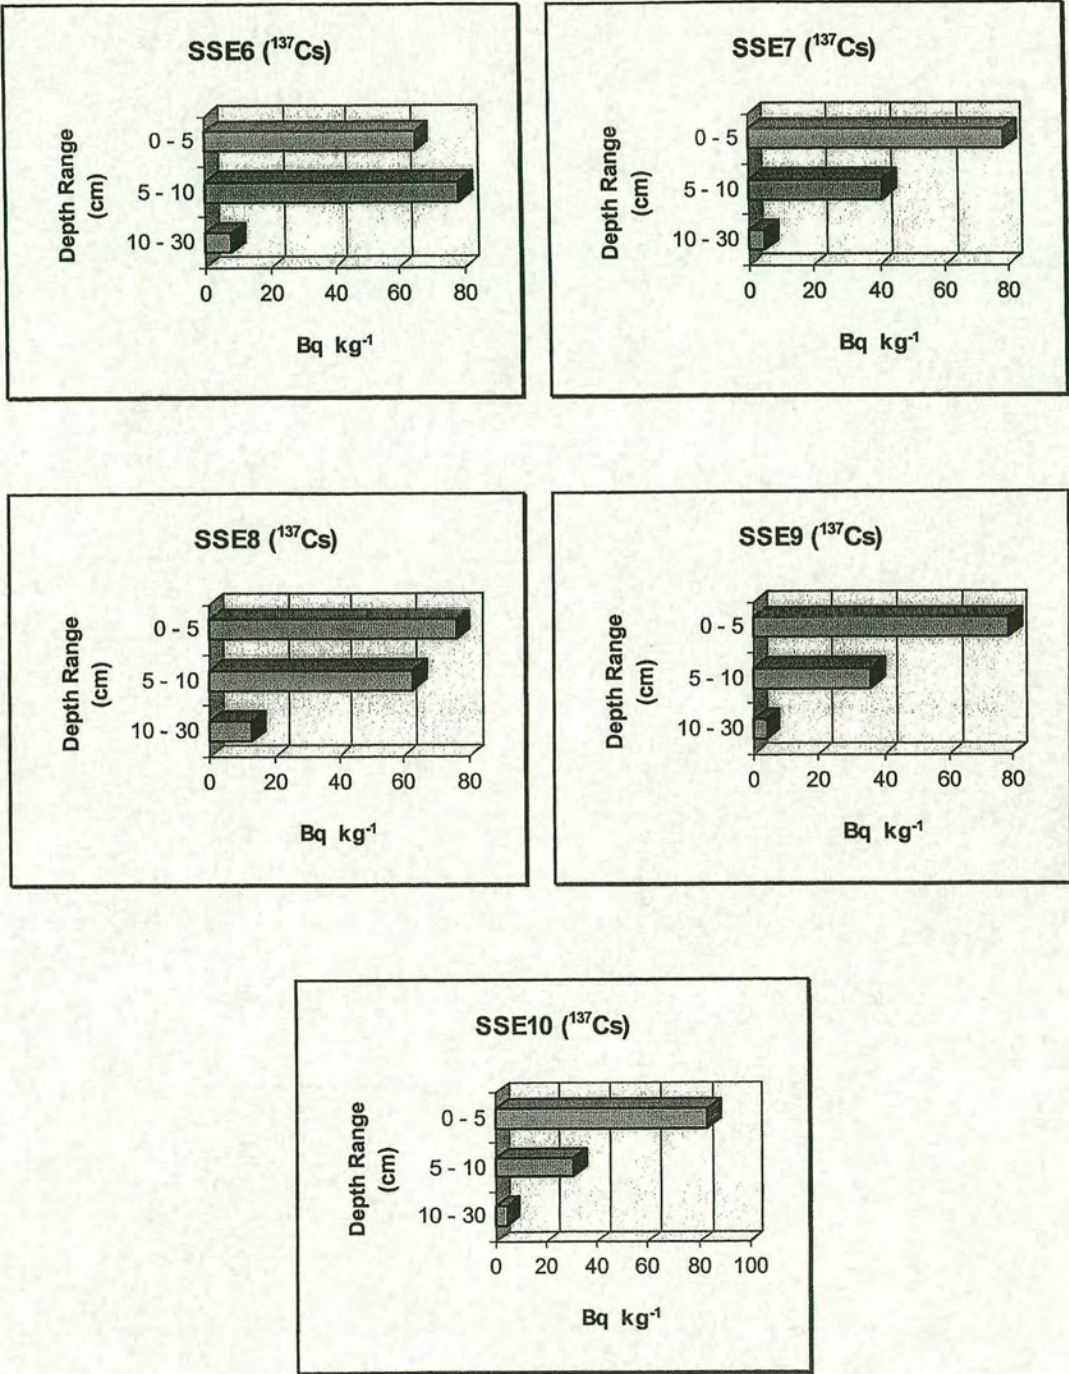 SSE6 (¹³⁷Cs)
Depth Range
(cm)
0 - 5
5 - 10
10 - 30
0 20 40 60 80
Bq kg⁻¹
SSE7 (¹³⁷Cs)
Depth Range
(cm)
0 - 5
5 - 10
10 - 30
0 20 40 60 80
Bq kg⁻¹
SSE8 (¹³⁷Cs)
Depth Range
(cm)
0 - 5
5 - 10
10 - 30
0 20 40 60 80
Bq kg⁻¹
SSE9 (¹³⁷Cs)
Depth Range
(cm)
0 - 5
5 - 10
10 - 30
0 20 40 60 80
Bq kg⁻¹
SSE10 (¹³⁷Cs)
Depth Range
(cm)
0 - 5
5 - 10
10 - 30
0 20 40 60 80 100
Bq kg⁻¹